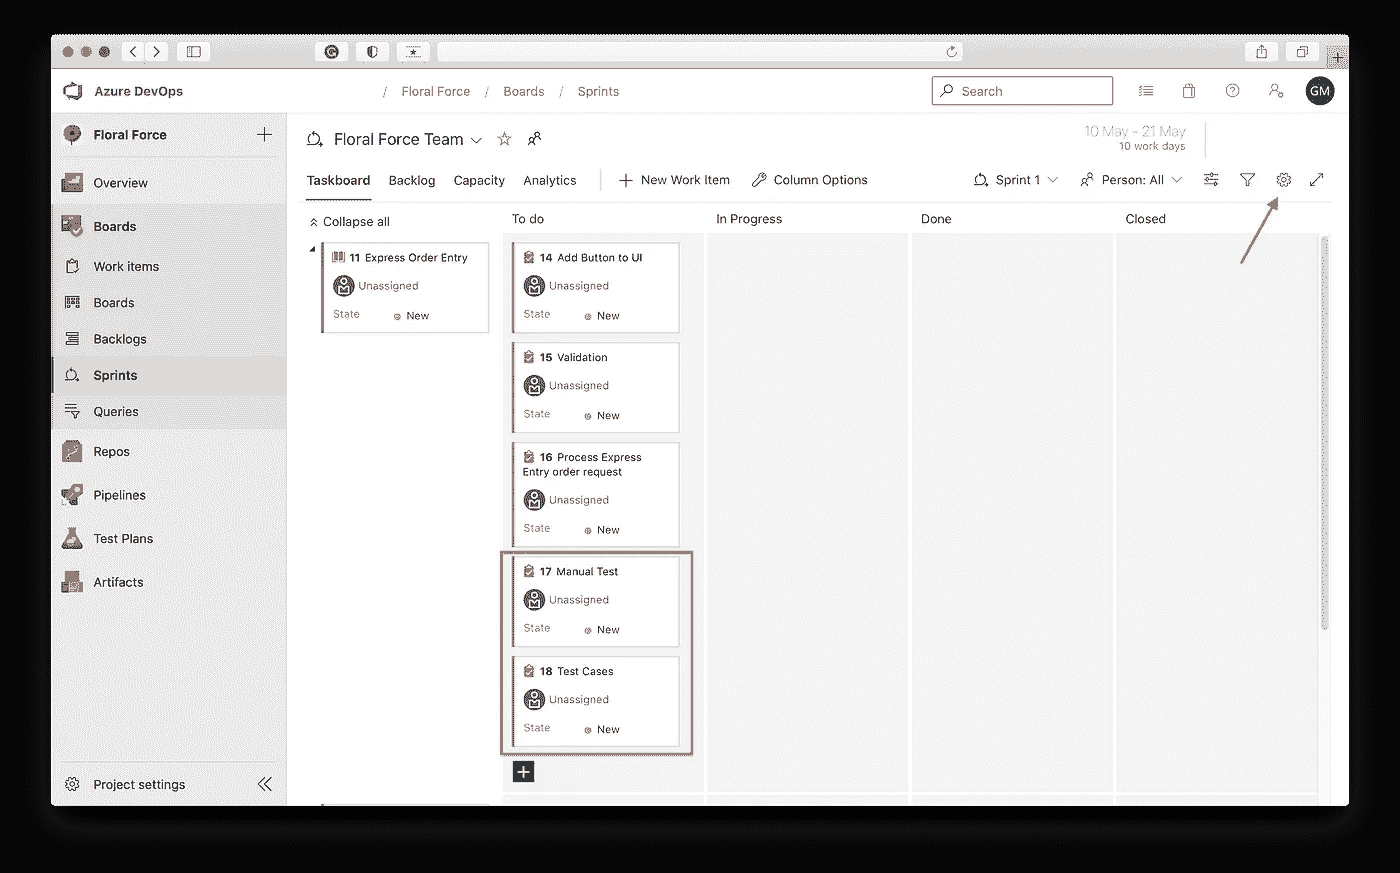 Azure DevOps
/ Floral Force / Boards / Sprints
Search
GM
Floral Force
Overview
Boards
Work items
Boards
Backlogs
Sprints
Queries
Repos
Pipelines
Test Plans
Artifacts
Project settings
Floral Force Team
10 May - 21 May
10 work days
Taskboard Backlog Capacity Analytics New Work Item Column Options Sprint 1 Person: All
Collapse all
To do
In Progress
Done
Closed
11 Express Order Entry
Unassigned
State New
14 Add Button to UI
Unassigned
State New
15 Validation
Unassigned
State New
16 Process Express
Entry order request
Unassigned
State New
17 Manual Test
Unassigned
State New
18 Test Cases
Unassigned
State New